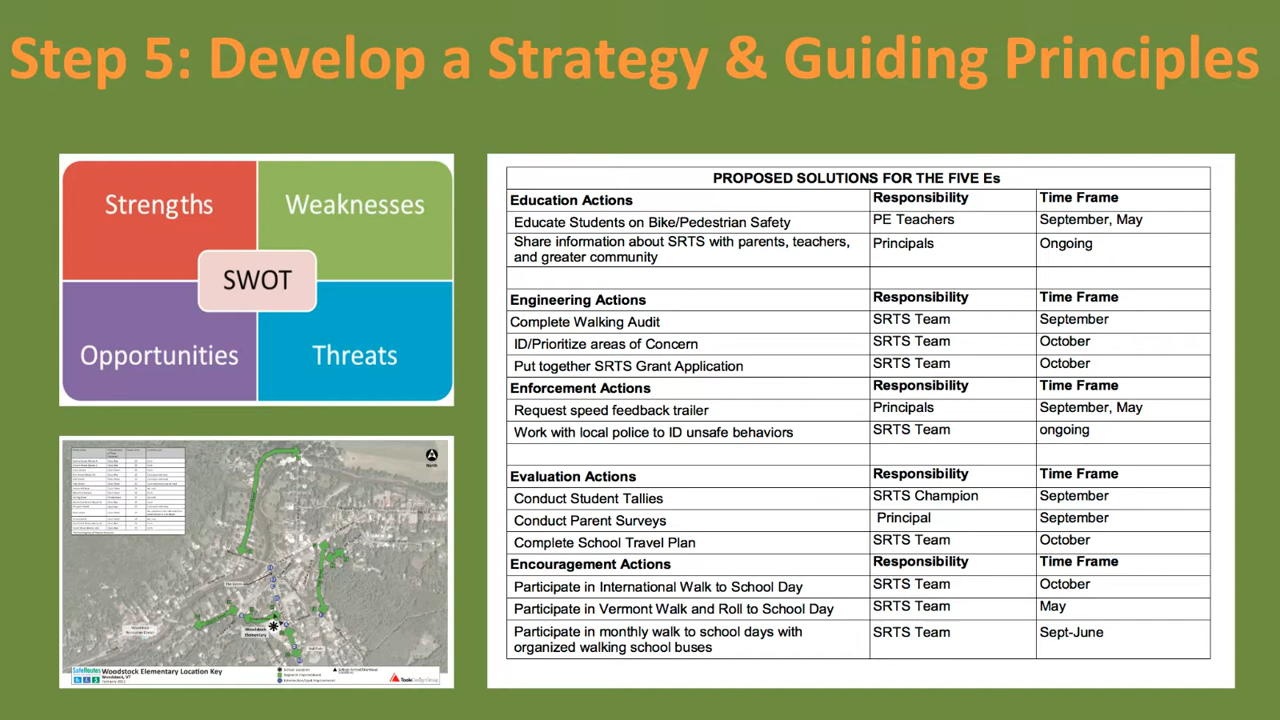 Step 5: Develop a Strategy & Guiding Principles
Strengths
Weaknesses
SWOT
Opportunities
Threats
PROPOSED SOLUTIONS FOR THE FIVE Es
Education Actions Responsibility Time Frame
Educate Students on Bike/Pedestrian Safety PE Teachers September, May
Share information about SRTS with parents, teachers, Principals Ongoing
and greater community
Engineering Actions Responsibility Time Frame
Complete Walking Audit SRTS Team September
ID/Prioritize areas of Concern SRTS Team October
Put together SRTS Grant Application SRTS Team October
Enforcement Actions Responsibility Time Frame
Request speed feedback trailer Principals September, May
Work with local police to ID unsafe behaviors SRTS Team ongoing
Evaluation Actions Responsibility Time Frame
Conduct Student Tallies SRTS Champion September
Conduct Parent Surveys Principal September
Complete School Travel Plan SRTS Team October
Encouragement Actions Responsibility Time Frame
Participate in International Walk to School Day SRTS Team October
Participate in Vermont Walk and Roll to School Day SRTS Team May
Participate in monthly walk to school days with SRTS Team Sept-June
organized walking school buses
North
Woodstock
Elementary
SafeRoutes Woodstock Elementary Location Key
Woodstock, VT
School Location